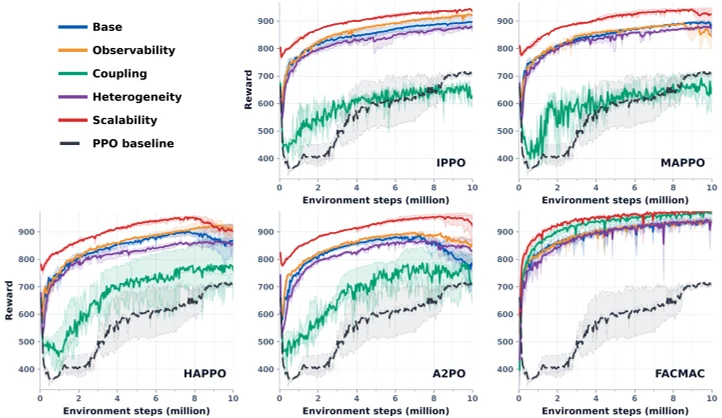 Base
Observability
Coupling
Heterogeneity
Scalability
PPO baseline
Reward
900
800
700
600
500
400
0 2 4 6 8 10
Environment steps (million)
IPPO
900
800
700
600
500
400
0 2 4 6 8 10
Environment steps (million)
MAPPO
Reward
900
800
700
600
500
400
0 2 4 6 8 10
Environment steps (million)
HAPPO
900
800
700
600
500
400
0 2 4 6 8 10
Environment steps (million)
A2PO
900
800
700
600
500
400
0 2 4 6 8 10
Environment steps (million)
FACMAC